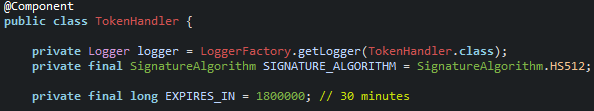 @Component
public class TokenHandler {
private Logger logger = LoggerFactory.getLogger(TokenHandler.class);
private final SignatureAlgorithm SIGNATURE_ALGORITHM = SignatureAlgorithm.HS512;
private final long EXPIRES_IN = 1800000; // 30 minutes